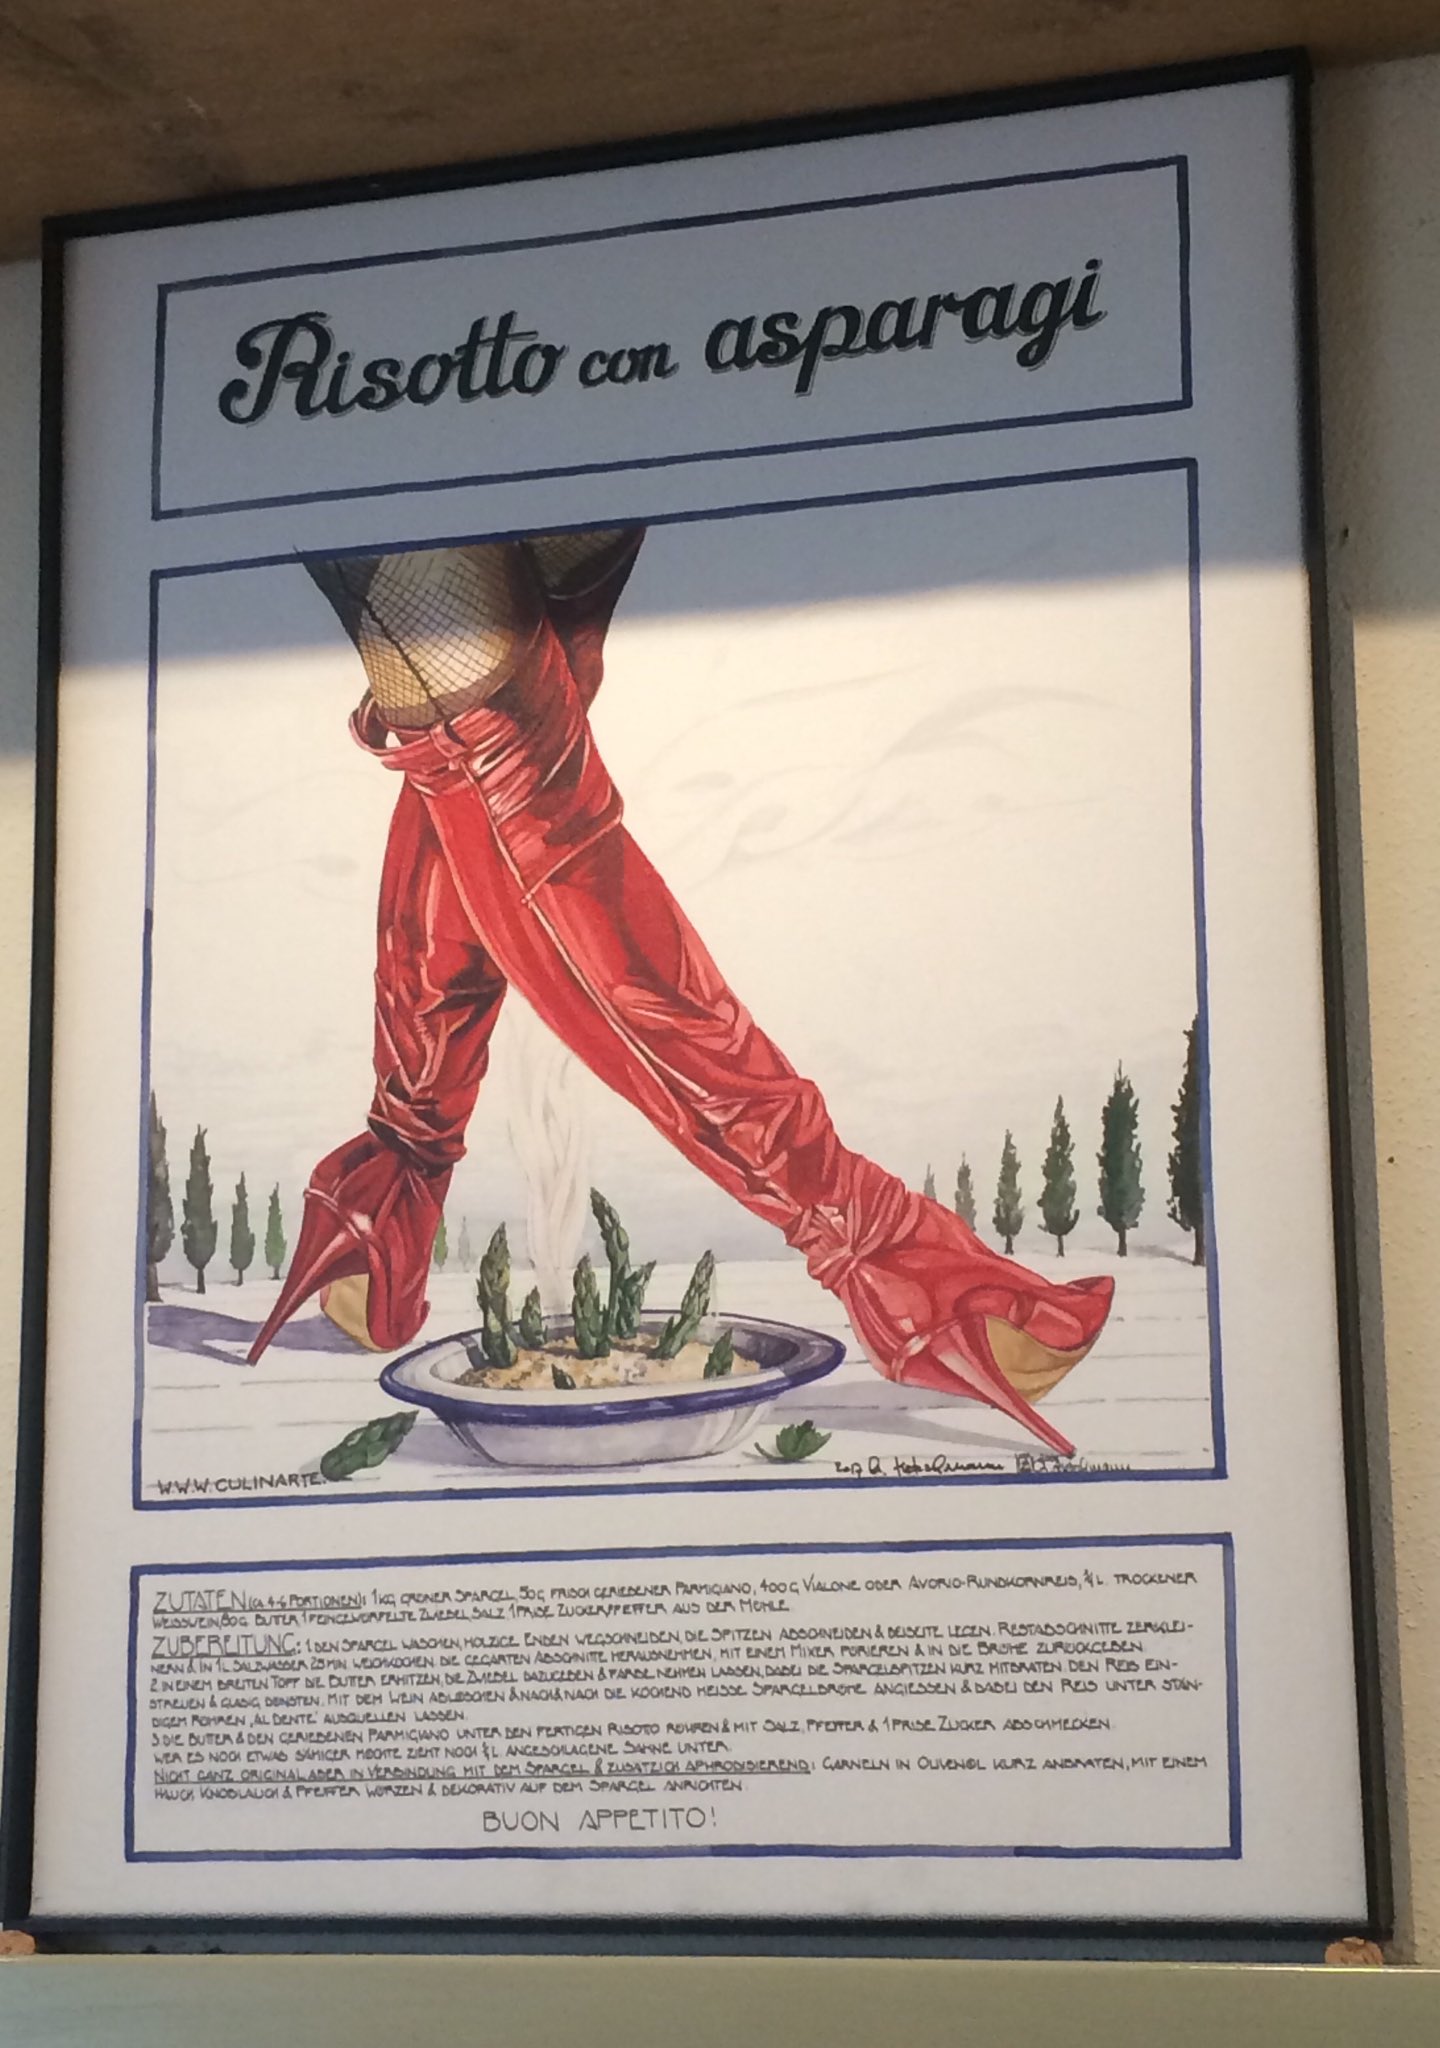 Risotto con asparagi
WWW.CULINARTE.
2017
ZUTATEN (CA. 4-6 PORTIONEN): 1 KG GRÜNER SPARGEL, 50 G FRISCH GERIEBENER PARMIGIANO, 400 G VIALONE ODER AVORIO-RUNDKORNREIS, ¼ L. TROCKENER
WEISSWEIN, 80 G BUTTER, 1 FEINGEWÜRFELTE ZWIEBEL, SALZ, 1 PRISE ZUCKER, PFEFFER AUS DER MÜHLE
ZUBEREITUNG: 1 DEN SPARGEL WASCHEN, HOLZIGE ENDEN WEGSCHNEIDEN, DIE SPITZEN ABSCHNEIDEN & BEISEITE LEGEN. RESTABSCHNITTE ZERKLEI-
NERN & IN 1 L SALZWASSER 25 MIN. WEICHKOCHEN. DIE GEGARTEN ABSCHNITTE HERAUSNEHMEN, MIT EINEM MIXER PÜRIEREN & IN DIE BRÜHE ZURÜCKGEBEN.
2. IN EINEM BREITEN TOPF DIE BUTTER ERHITZEN, DIE ZWIEBEL DAZUGEBEN & FARBE NEHMEN LASSEN, DABEI DIE SPARGELSPITZEN KURZ MITBRATEN. DEN REIS EIN-
STREUEN & GLASIG DÜNSTEN. MIT DEM WEIN ABLÖSCHEN & NACH & NACH DIE KOCHEND HEISSE SPARGELBRÜHE ANGIESSEN & DABEI DEN REIS UNTER STÄN-
DIGEM RÜHREN „AL DENTE" AUSQUELLEN LASSEN.
3. DIE BUTTER & DEN GERIEBENEN PARMIGIANO UNTER DEN FERTIGEN RISOTTO RÜHREN & MIT SALZ, PFEFFER & 1 PRISE ZUCKER ABSCHMECKEN.
WER ES NOCH ETWAS SÄMIGER MÖCHTE ZIEHT NOCH L. ANGESCHLAGENE SAHNE UNTER.
NICHT GANZ ORIGINAL ABER IN VERBINDUNG MIT DEM SPARGEL & ZUSÄTZLICH APHRODISIEREND: GARNELEN IN OLIVENÖL KURZ ANBRATEN, MIT EINEM
HAUCH KNOBLAUCH & PFEFFER WÜRZEN & DEKORATIV AUF DEM SPARGEL ANRICHTEN.
BUON APPETITO!